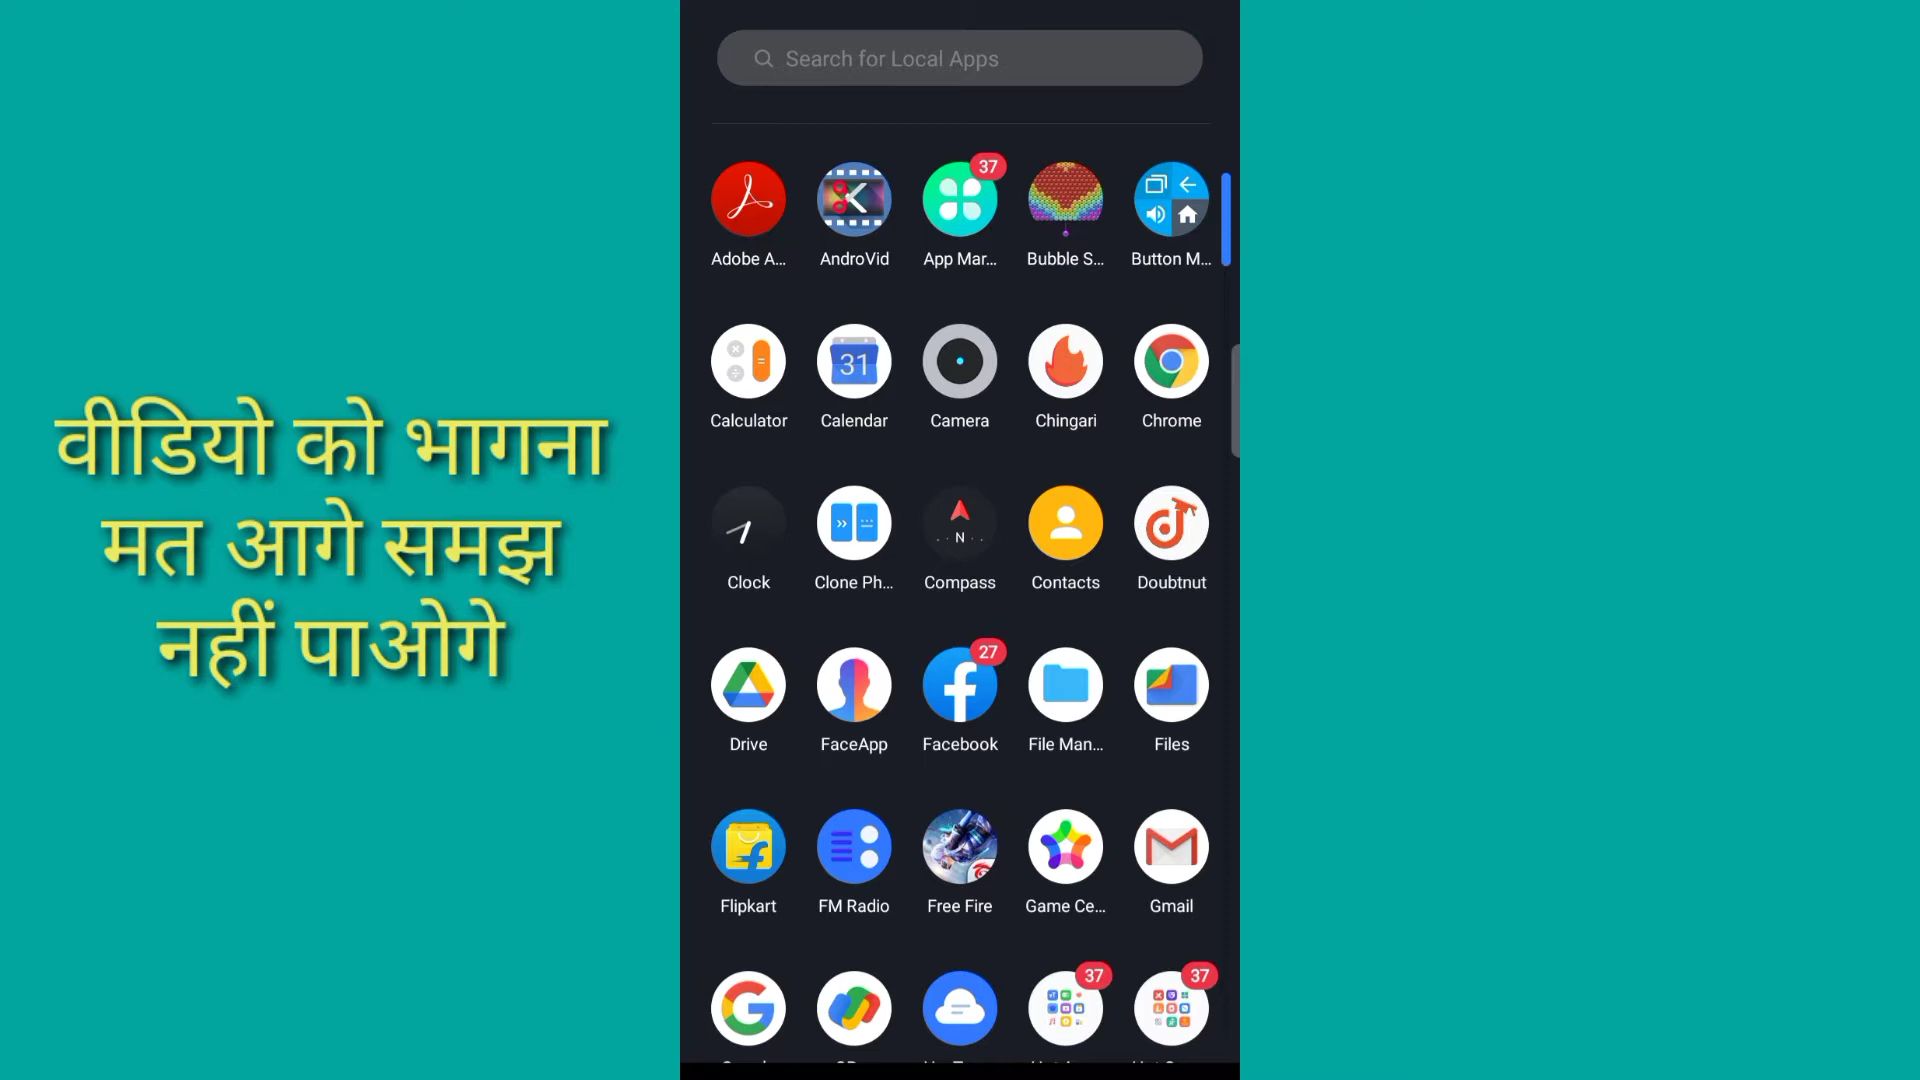 Search for Local Apps
37
Adobe A...
AndroVid
App Mar...
Bubble S...
Button M...
31
Calculator
Calendar
Camera
Chingari
Chrome
N
Clock
Clone Ph...
Compass
Contacts
Doubtnut
27
Drive
FaceApp
Facebook
File Man...
Files
Flipkart
FM Radio
Free Fire
Game Ce...
Gmail
37
37
वीडियो को भागना
मत आगे समझ
नहीं पाओगे